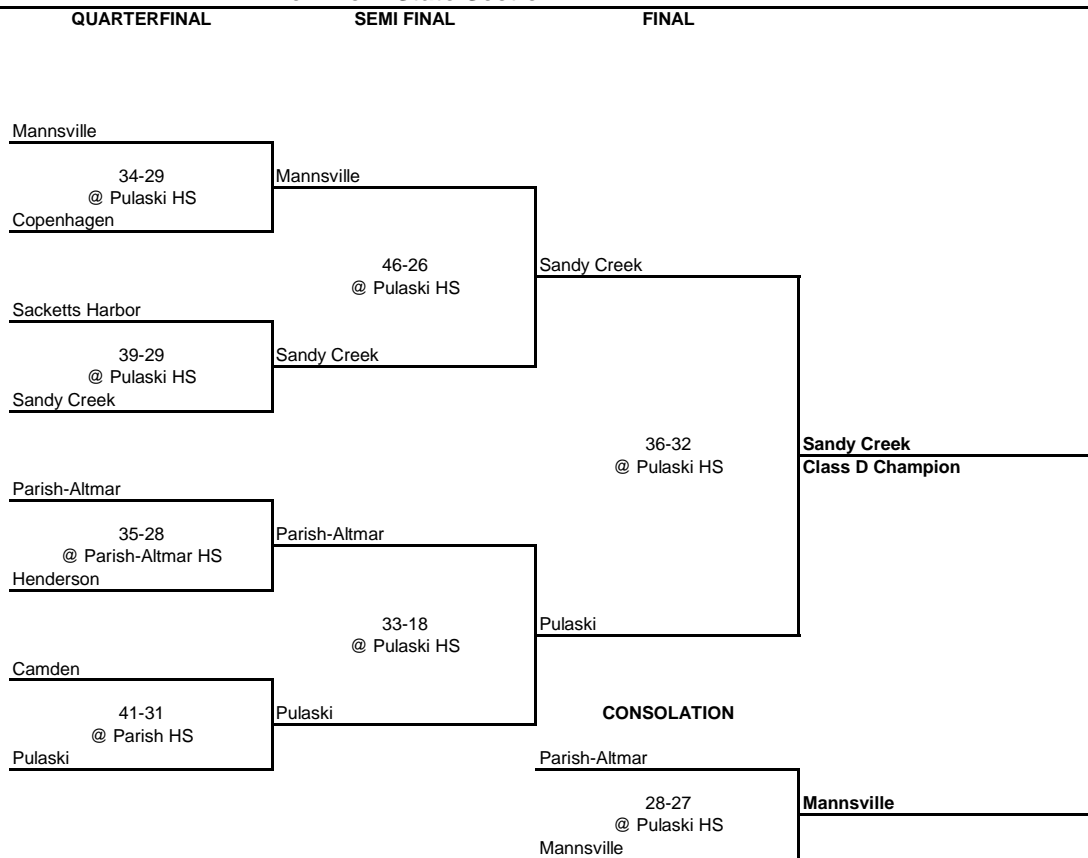 QUARTERFINAL SEMI FINAL FINAL
Mannsville
34-29 Mannsville
@ Pulaski HS
Copenhagen
46-26 Sandy Creek
@ Pulaski HS
Sacketts Harbor
39-29 Sandy Creek
@ Pulaski HS
Sandy Creek
36-32 Sandy Creek
@ Pulaski HS Class D Champion
Parish-Altmar
35-28 Parish-Altmar
@ Parish-Altmar HS
Henderson
33-18 Pulaski
@ Pulaski HS
Camden
41-31 Pulaski CONSOLATION
@ Parish HS
Pulaski Parish-Altmar
28-27 Mannsville
@ Pulaski HS
Mannsville